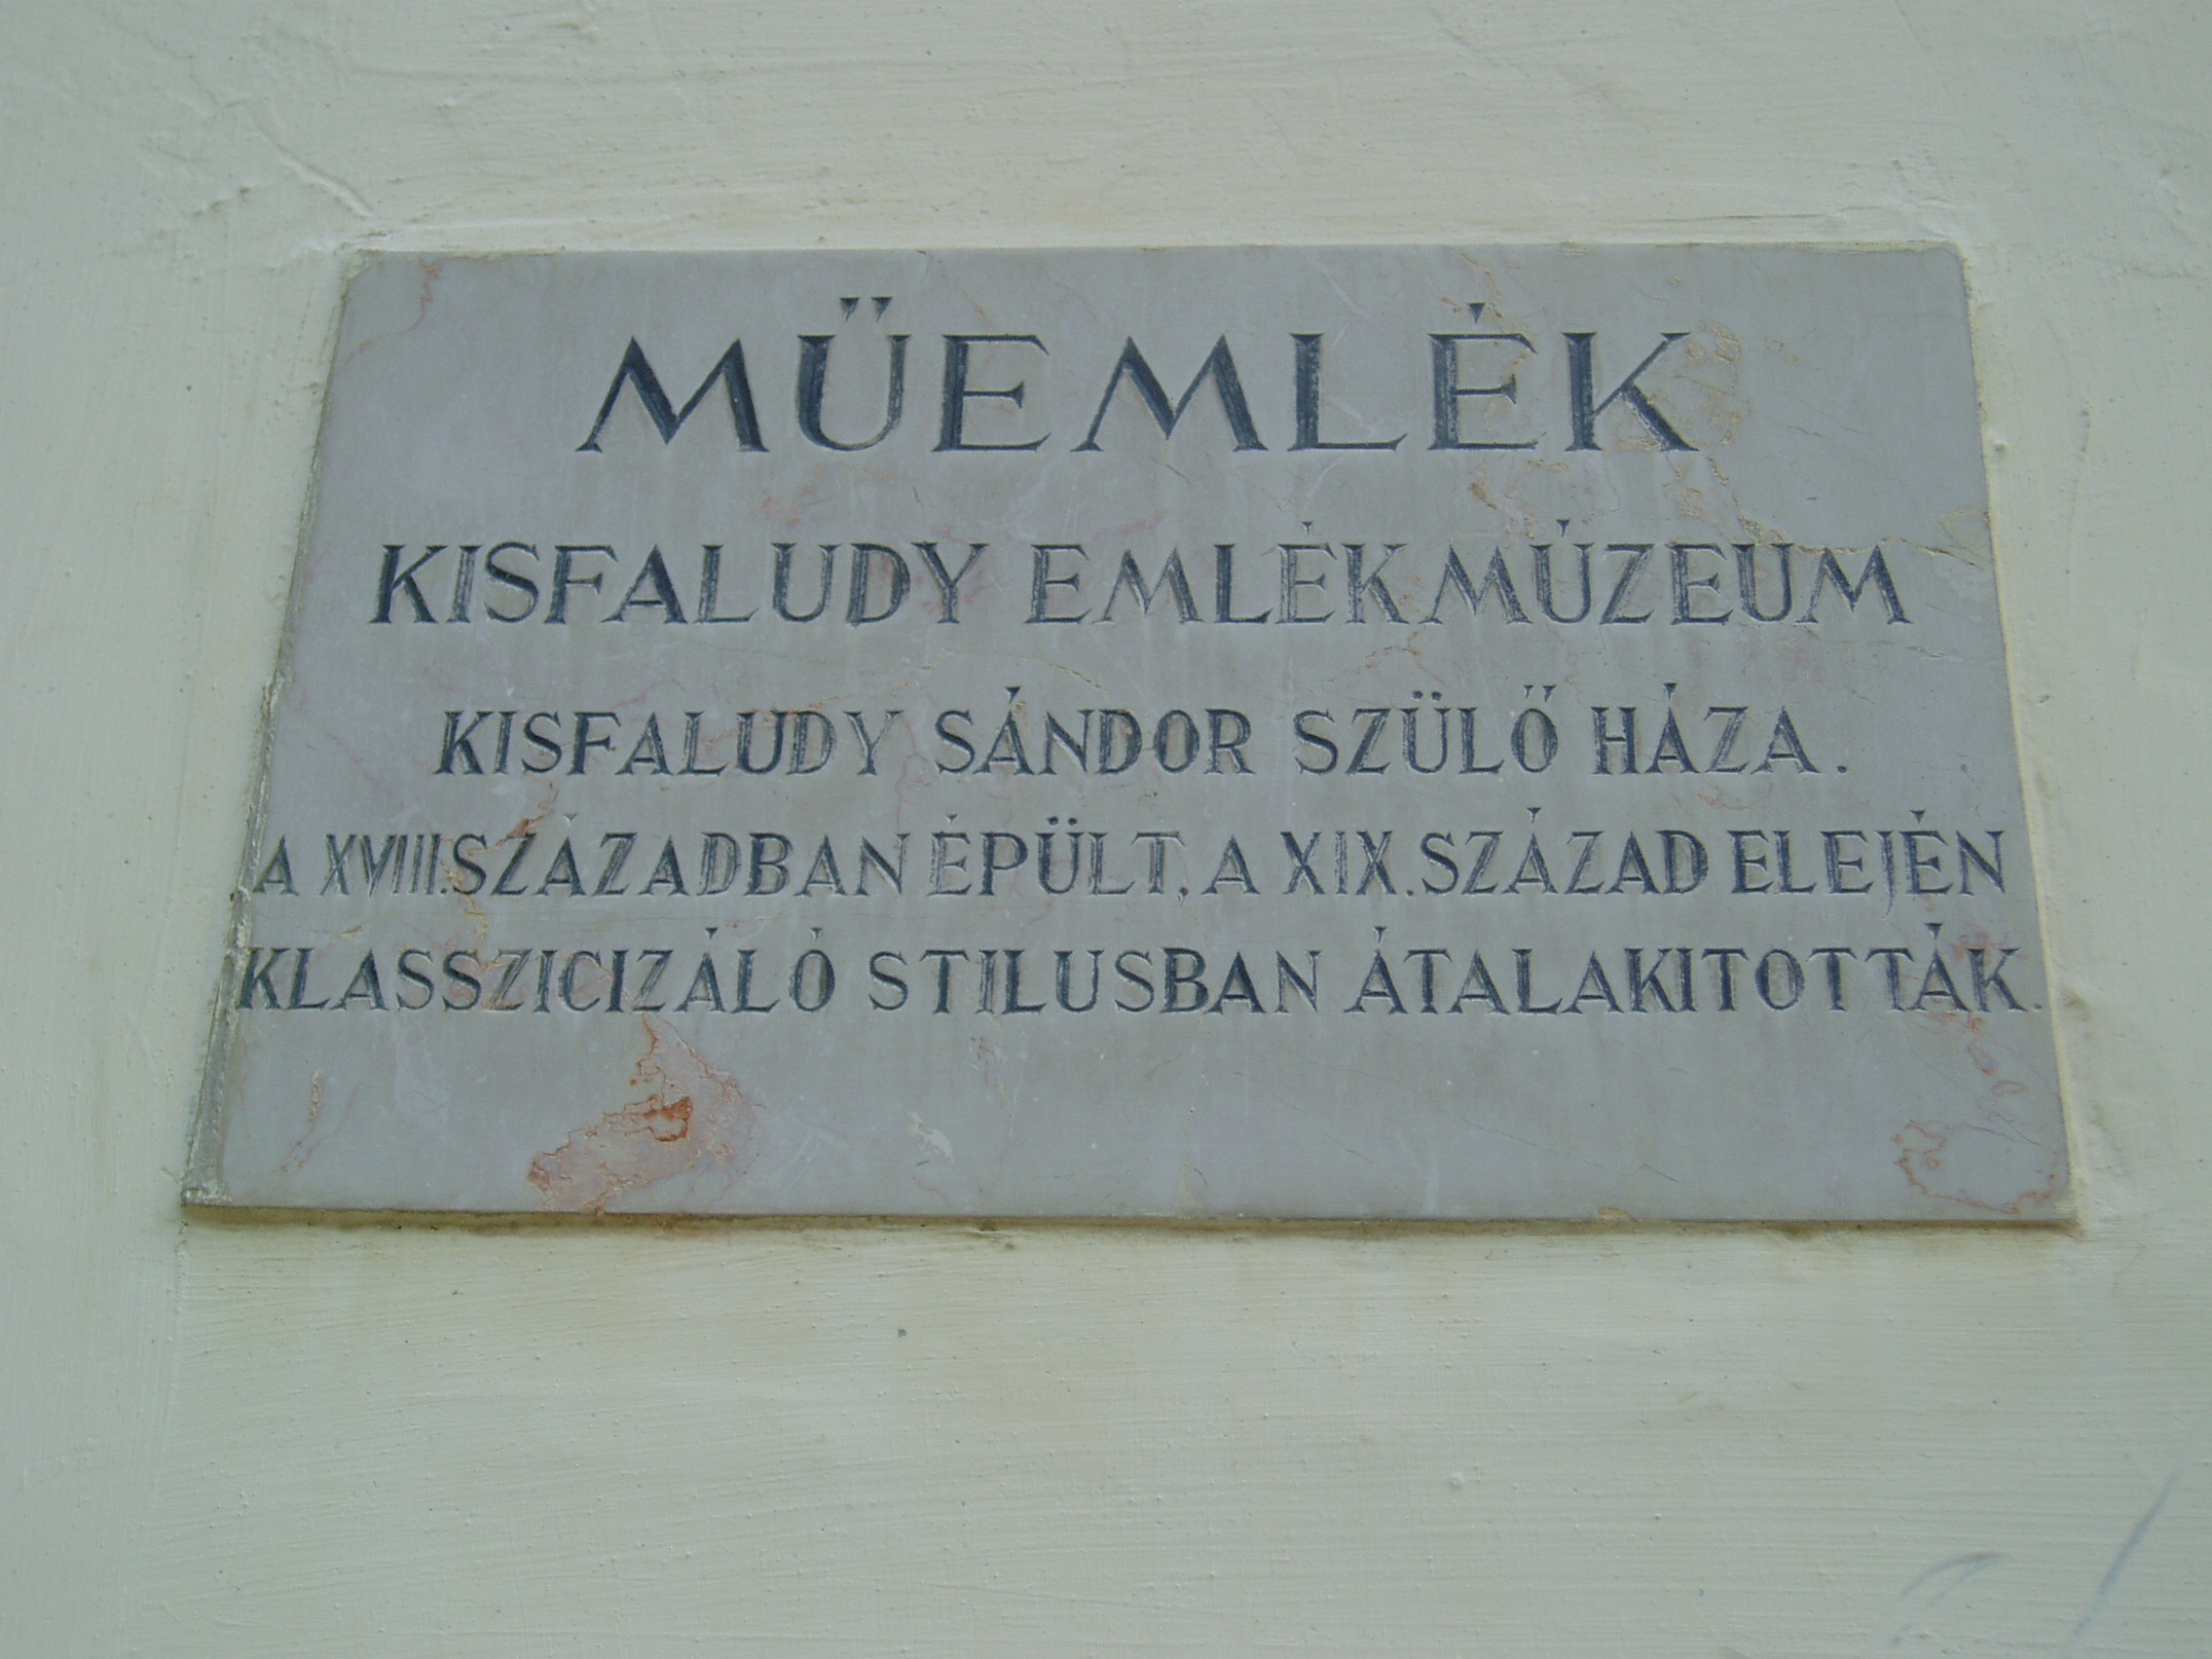 MŰEMLÉK
KISFALUDY EMLÉKMÚZEUM
KISFALUDY SÁNDOR SZÜLŐ HÁZA.
A XVIII. SZÁZADBAN ÉPÜLT, A XIX. SZÁZAD ELEJÉN
KLASSZICIZÁLÓ STILUSBAN ÁTALAKITOTTÁK.